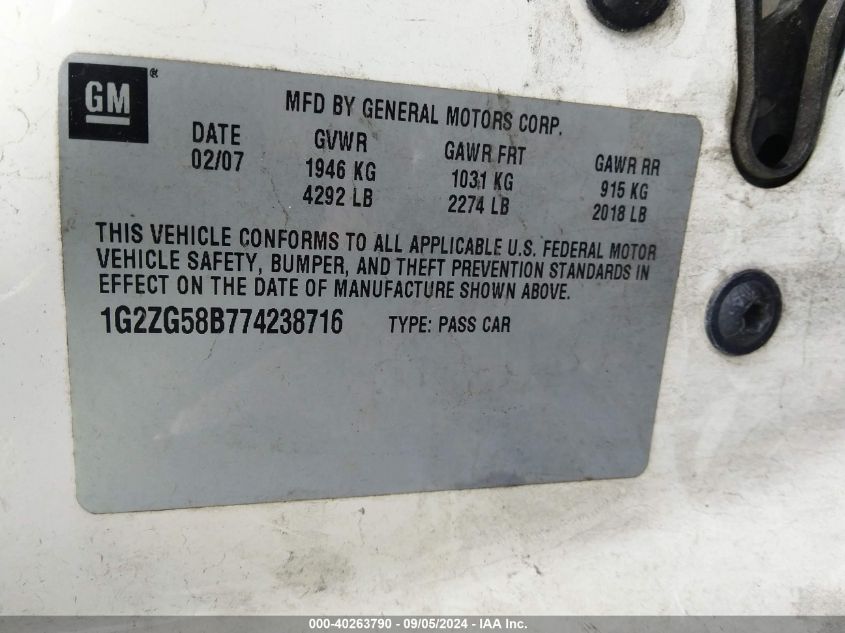 GM®
MFD BY GENERAL MOTORS CORP.
DATE GVWR GAWR FRT GAWR RR
02/07 1946 KG 1031 KG 915 KG
4292 LB 2274 LB 2018 LB
THIS VEHICLE CONFORMS TO ALL APPLICABLE U.S. FEDERAL MOTOR
VEHICLE SAFETY, BUMPER, AND THEFT PREVENTION STANDARDS IN
EFFECT ON THE DATE OF MANUFACTURE SHOWN ABOVE.
1G2ZG58B774238716 TYPE: PASS CAR
000-40263790 - 09/05/2024 - IAA Inc.